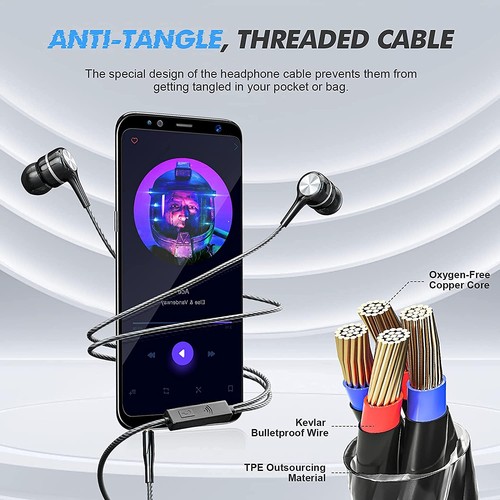 ANTI-TANGLE, THREADED CABLE
The special design of the headphone cable prevents them from
getting tangled in your pocket or bag.
Oxygen-Free
Copper Core
Kevlar
Bulletproof Wire
TPE Outsourcing
Material